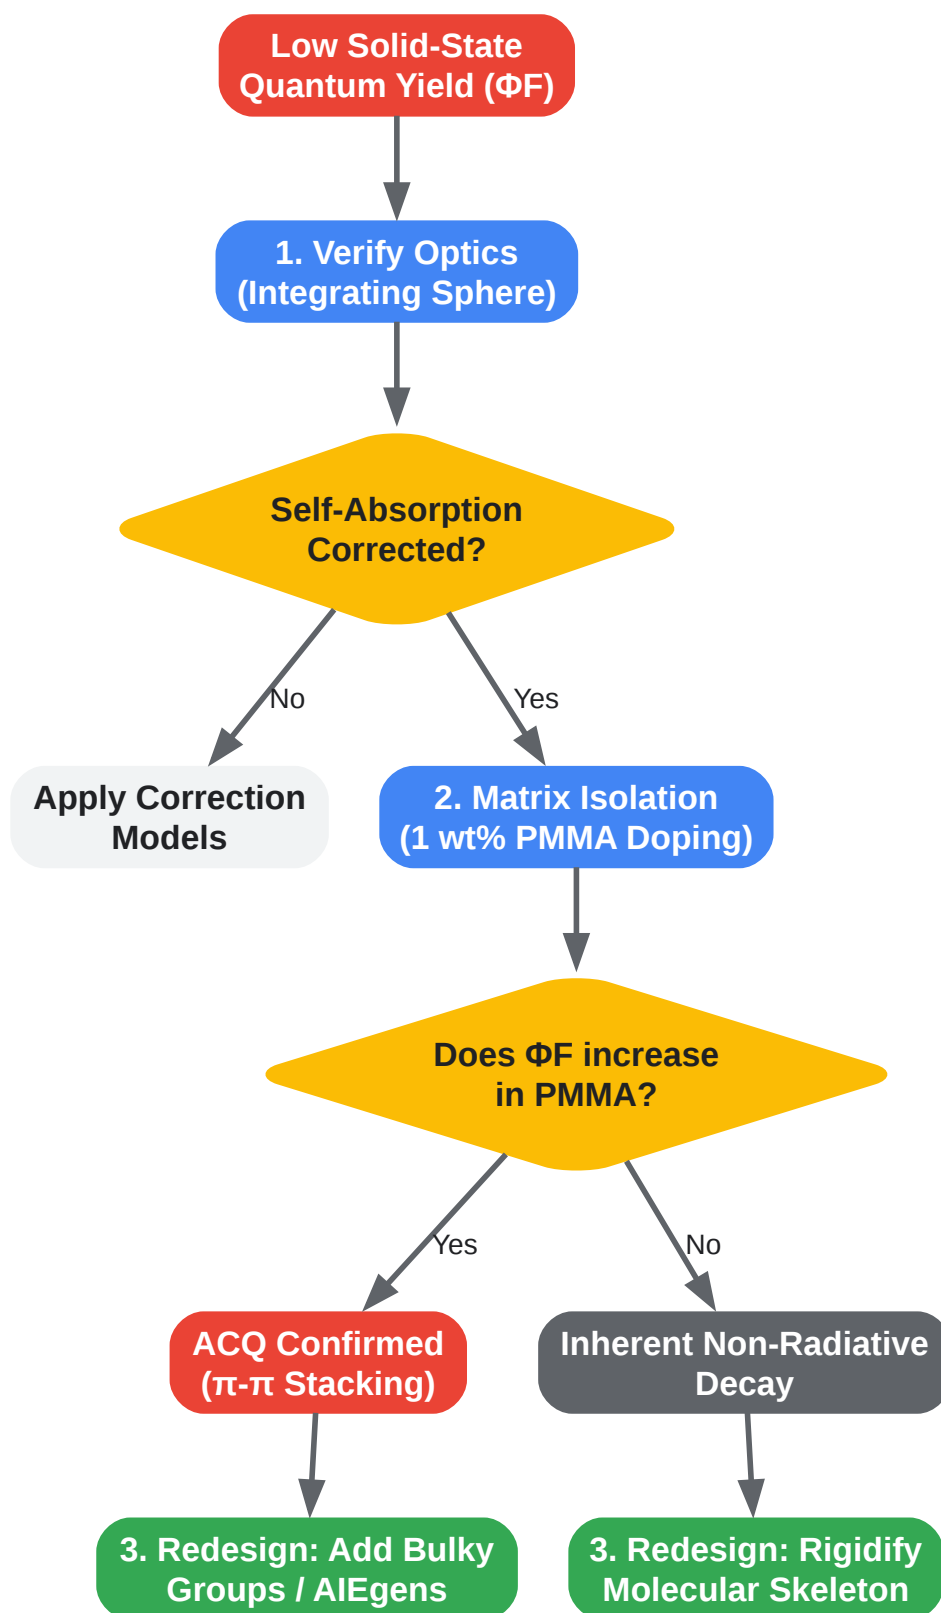 Low Solid-State
Quantum Yield (ΦF)
1. Verify Optics
(Integrating Sphere)
Self-Absorption
Corrected?
No
Yes
Apply Correction
Models
2. Matrix Isolation
(1 wt% PMMA Doping)
Does ΦF increase
in PMMA?
Yes
No
ACQ Confirmed
(π-π Stacking)
Inherent Non-Radiative
Decay
3. Redesign: Add Bulky
Groups / AIEgens
3. Redesign: Rigidify
Molecular Skeleton